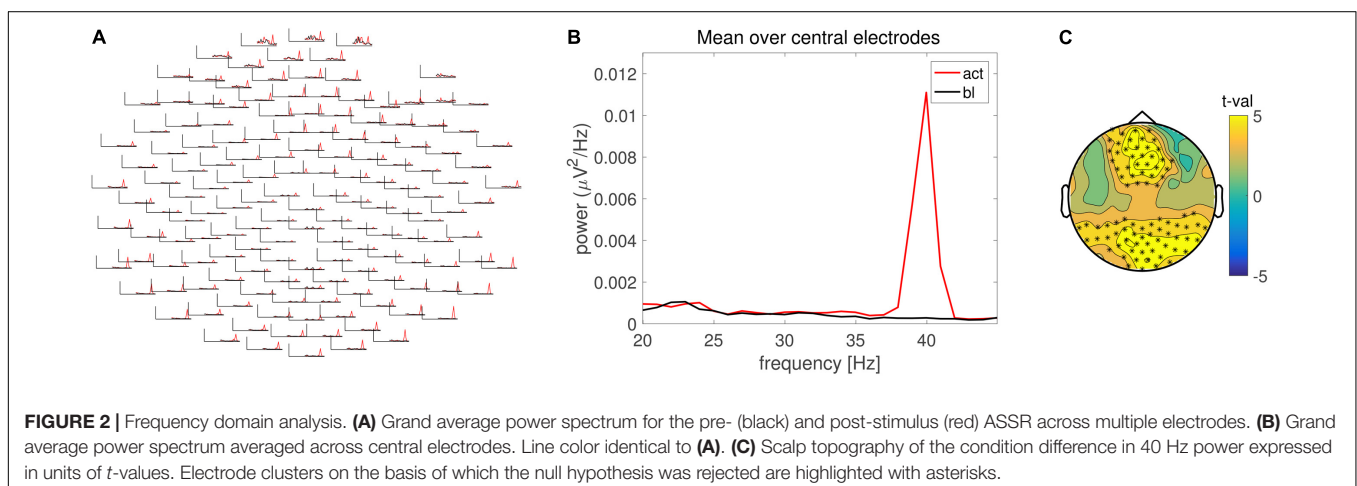 A
B
Mean over central electrodes
act
bl
power (μV²/Hz)
0.012
0.01
0.008
0.006
0.004
0.002
0
20 25 30 35 40
frequency [Hz]
C
t-val
5
0
-5
FIGURE 2 | Frequency domain analysis. (A) Grand average power spectrum for the pre- (black) and post-stimulus (red) ASSR across multiple electrodes. (B) Grand
average power spectrum averaged across central electrodes. Line color identical to (A). (C) Scalp topography of the condition difference in 40 Hz power expressed
in units of t-values. Electrode clusters on the basis of which the null hypothesis was rejected are highlighted with asterisks.